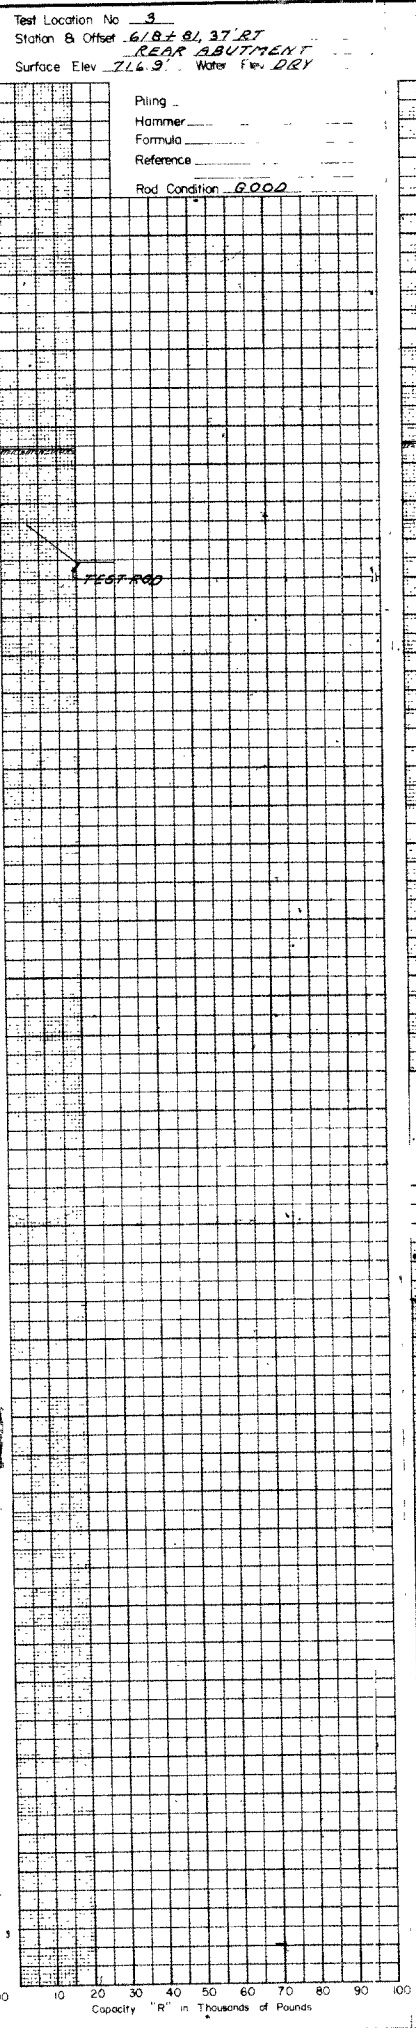 Test Location No 3
Station & Offset 618+81, 37' RT
REAR ABUTMENT
Surface Elev 716.9' Water Elev DRY
Piling
Hammer
Formula
Reference
Rod Condition GOOD
TEST ROD
10 20 30 40 50 60 70 80 90 100
Capacity "R" in Thousands of Pounds